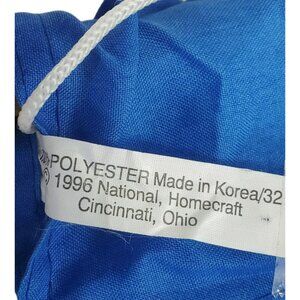 POLYESTER Made in Korea/32
© 1996 National, Homecraft
Cincinnati, Ohio